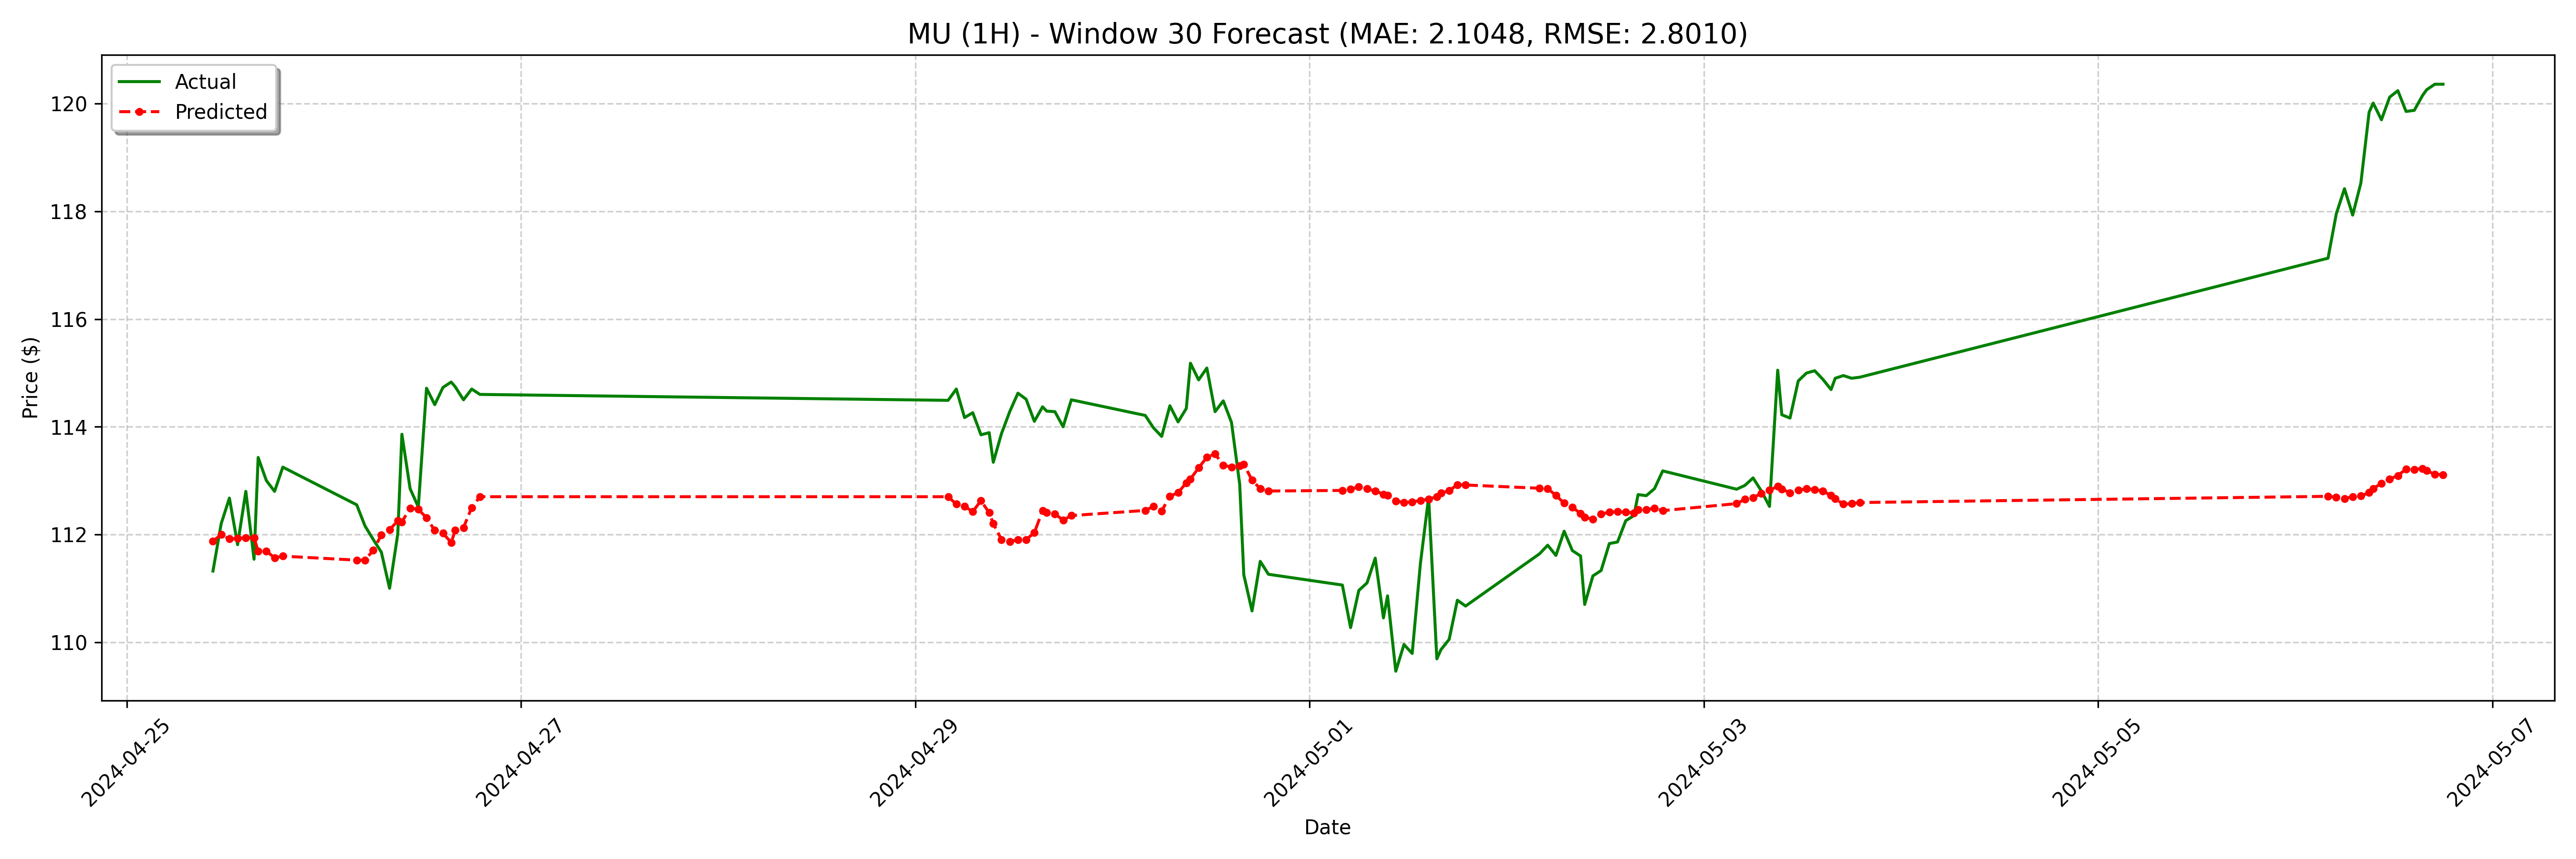 MU (1H) - Window 30 Forecast (MAE: 2.1048, RMSE: 2.8010)
Actual
Predicted
120
118
116
114
112
110
Price ($)
2024-04-25
2024-04-27
2024-04-29
2024-05-01
2024-05-03
2024-05-05
2024-05-07
Date